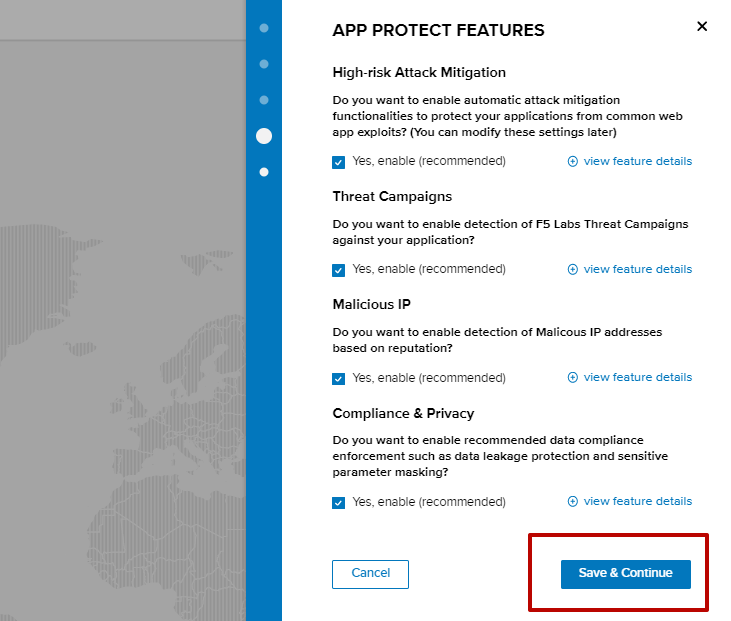 APP PROTECT FEATURES
High-risk Attack Mitigation
Do you want to enable automatic attack mitigation
functionalities to protect your applications from common web
app exploits? (You can modify these settings later)
Yes, enable (recommended) view feature details
Threat Campaigns
Do you want to enable detection of F5 Labs Threat Campaigns
against your application?
Yes, enable (recommended) view feature details
Malicious IP
Do you want to enable detection of Malicous IP addresses
based on reputation?
Yes, enable (recommended) view feature details
Compliance & Privacy
Do you want to enable recommended data compliance
enforcement such as data leakage protection and sensitive
parameter masking?
Yes, enable (recommended) view feature details
Cancel Save & Continue